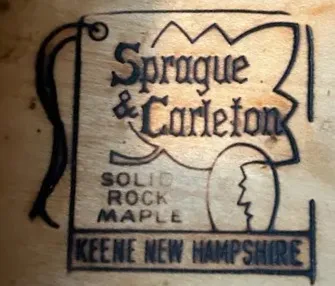 Sprague
& Carleton
SOLID
ROCK
MAPLE
KEENE NEW HAMPSHIRE